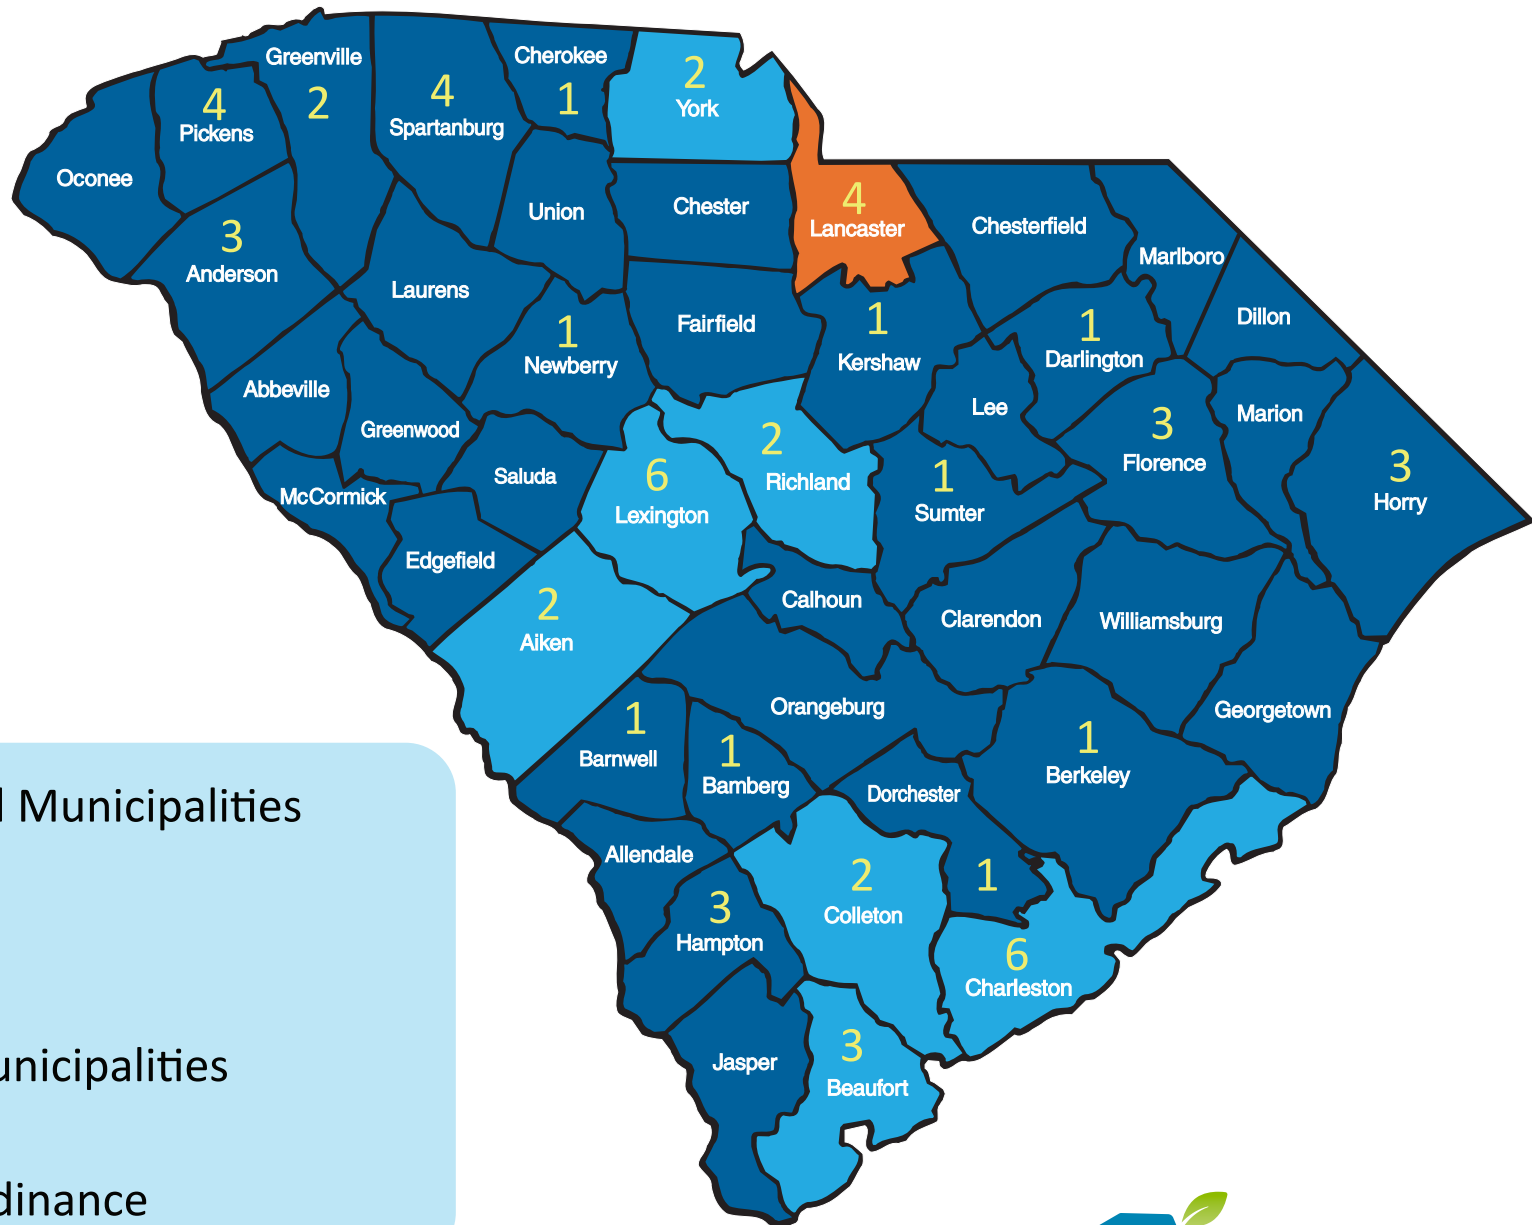 Greenville
2
Cherokee
1
2
York
4
Pickens
4
Spartanburg
Oconee
Union
Chester
4
Lancaster
Chesterfield
Marlboro
3
Anderson
Laurens
Dillon
1
Newberry
Fairfield
1
Kershaw
1
Darlington
Abbeville
Greenwood
Lee
3
Florence
Marion
2
Richland
6
Lexington
Saluda
1
Sumter
3
Horry
McCormick
Edgefield
2
Aiken
Calhoun
Clarendon
Williamsburg
Orangeburg
Georgetown
1
Barnwell
1
Bamberg
Dorchester
1
1
Berkeley
Allendale
2
Colleton
3
Hampton
6
Charleston
Jasper
3
Beaufort
Municipalities
unicipalities
dinance